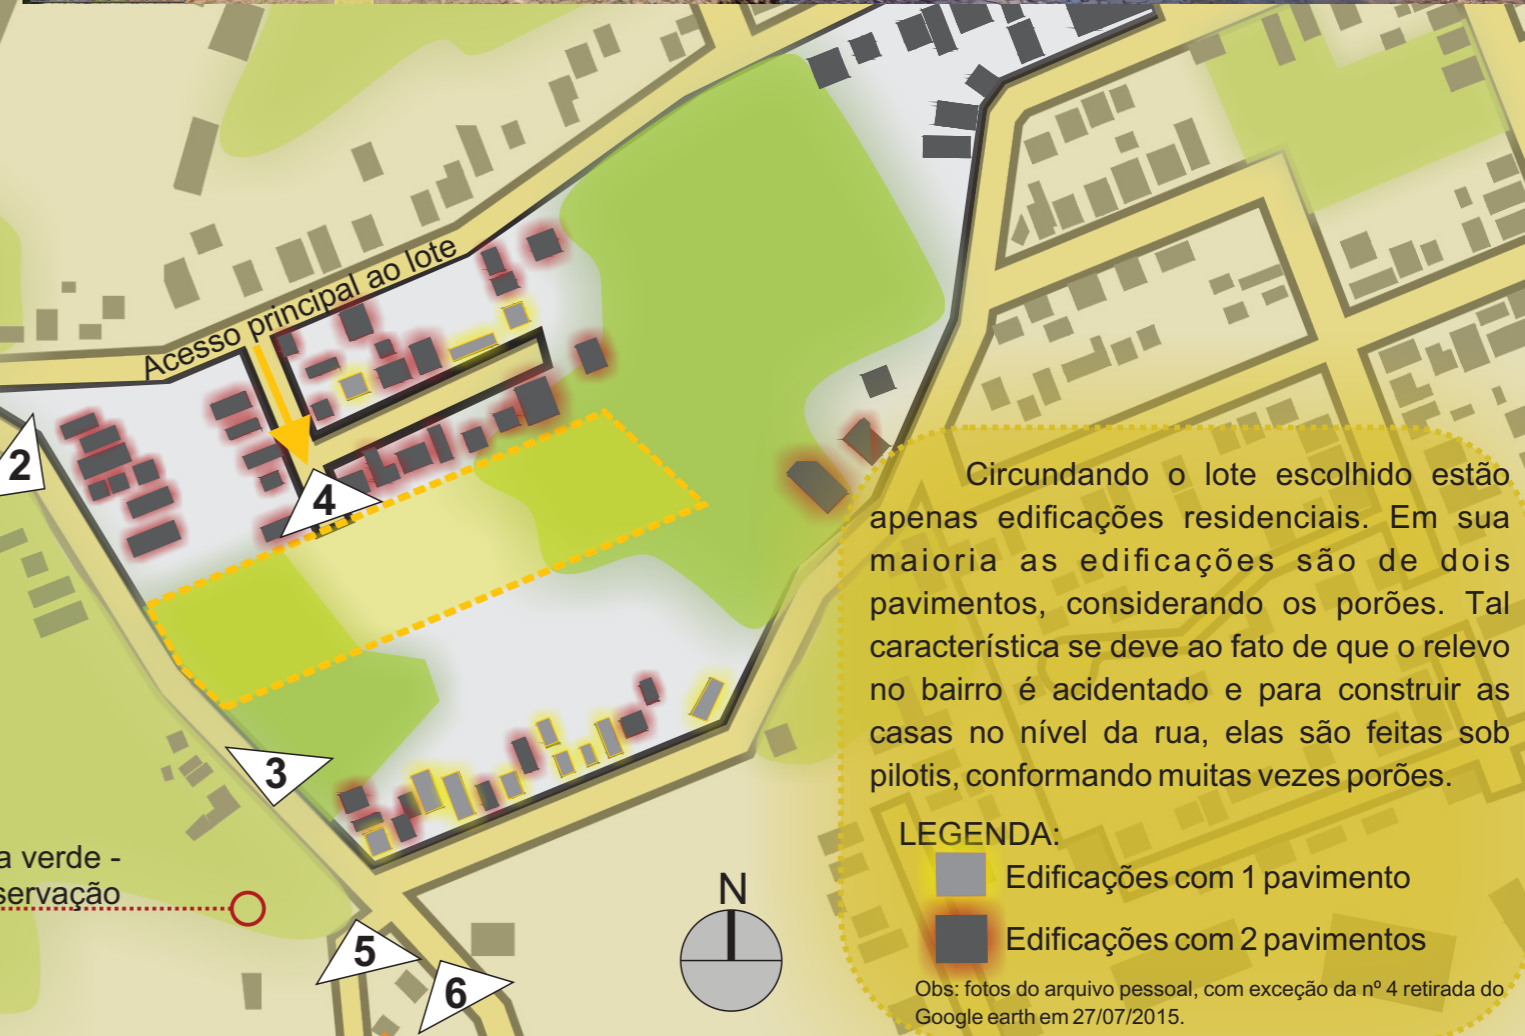 Acesso principal ao lote
2
4
3
a verde -
servação
5
6
N
Circundando o lote escolhido estão
apenas edificações residenciais. Em sua
maioria as edificações são de dois
pavimentos, considerando os porões. Tal
característica se deve ao fato de que o relevo
no bairro é acidentado e para construir as
casas no nível da rua, elas são feitas sob
pilotis, conformando muitas vezes porões.
LEGENDA:
Edificações com 1 pavimento
Edificações com 2 pavimentos
Obs: fotos do arquivo pessoal, com exceção da nº 4 retirada do
Google earth em 27/07/2015.